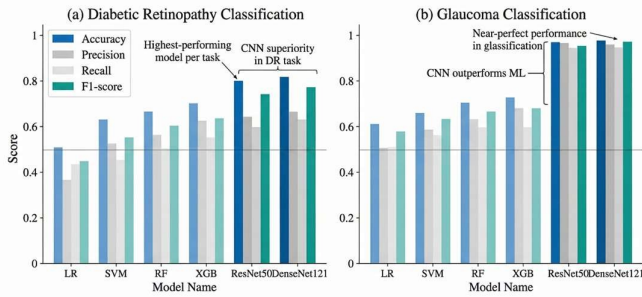 (a) Diabetic Retinopathy Classification
Accuracy
Precision
Recall
F1-score
Highest-performing
model per task
CNN superiority
in DR task
Score
1
0.8
0.6
0.4
0.2
0
LR
SVM
RF
XGB
ResNet50
DenseNet121
Model Name
(b) Glaucoma Classification
Near-perfect performance
in glassification
CNN outperforms ML
1
0.8
0.6
0.4
0.2
0
LR
SVM
RF
XGB
ResNet50
DenseNet121
Model Name